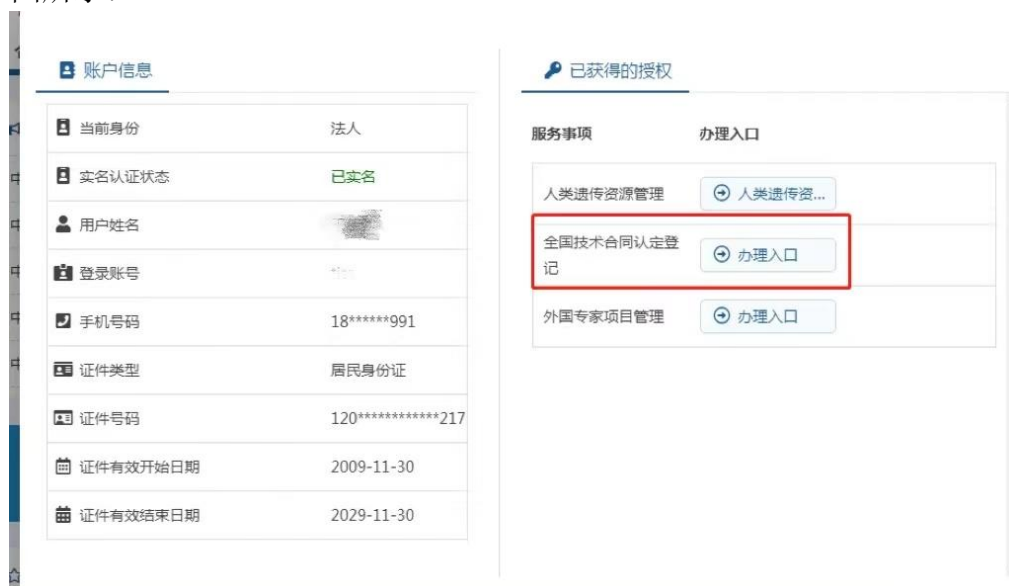 账户信息
当前身份 法人
实名认证状态 已实名
用户姓名
登录账号
手机号码 18******991
证件类型 居民身份证
证件号码 120************217
证件有效开始日期 2009-11-30
证件有效结束日期 2029-11-30
已获得的授权
服务事项 办理入口
人类遗传资源管理 人类遗传资...
全国技术合同认定登
记 办理入口
外国专家项目管理 办理入口